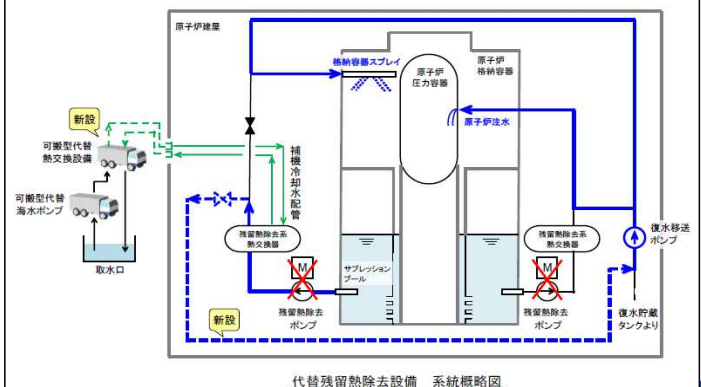 原子炉建屋
格納容器スプレイ
原子炉
圧力容器
原子炉
格納容器
新設
可搬型代替
熱交換設備
補機冷却水配管
原子炉注水
可搬型代替
海水ポンプ
取水口
残留熱除去系
熱交換器
M
サプレッション
プール
残留熱除去
ポンプ
残留熱除去系
熱交換器
M
残留熱除去
ポンプ
復水移送
ポンプ
復水貯蔵
タンクより
新設
代替残留熱除去設備 系統概略図